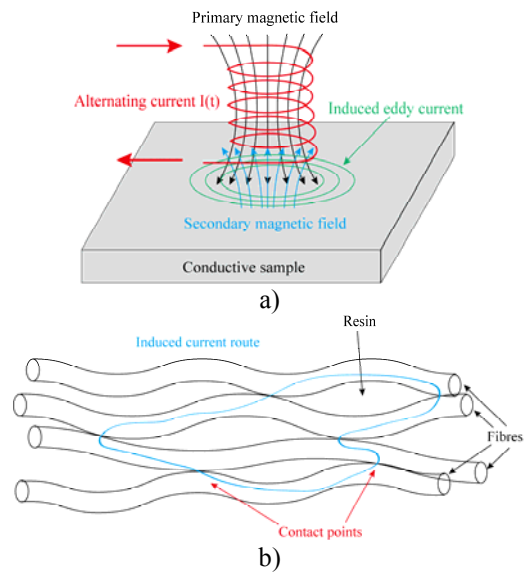 Primary magnetic field
Alternating current I(t)
Induced eddy current
Secondary magnetic field
Conductive sample
a)
Resin
Induced current route
Fibres
Contact points
b)